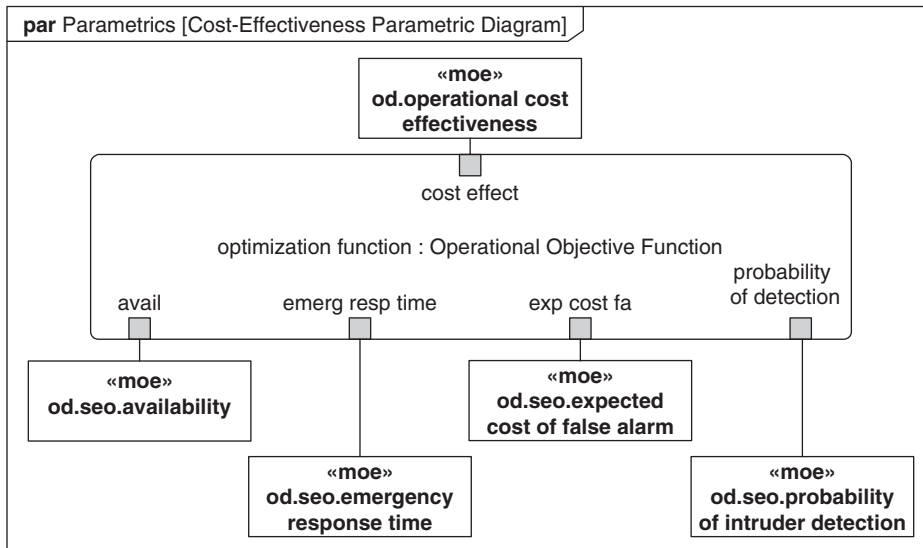 par Parametrics [Cost-Effectiveness Parametric Diagram]
«moe»
od.operational cost
effectiveness
cost effect
optimization function : Operational Objective Function
avail
emerg resp time
exp cost fa
probability
of detection
«moe»
od.seo.availability
«moe»
od.seo.emergency
response time
«moe»
od.seo.expected
cost of false alarm
«moe»
od.seo.probability
of intruder detection